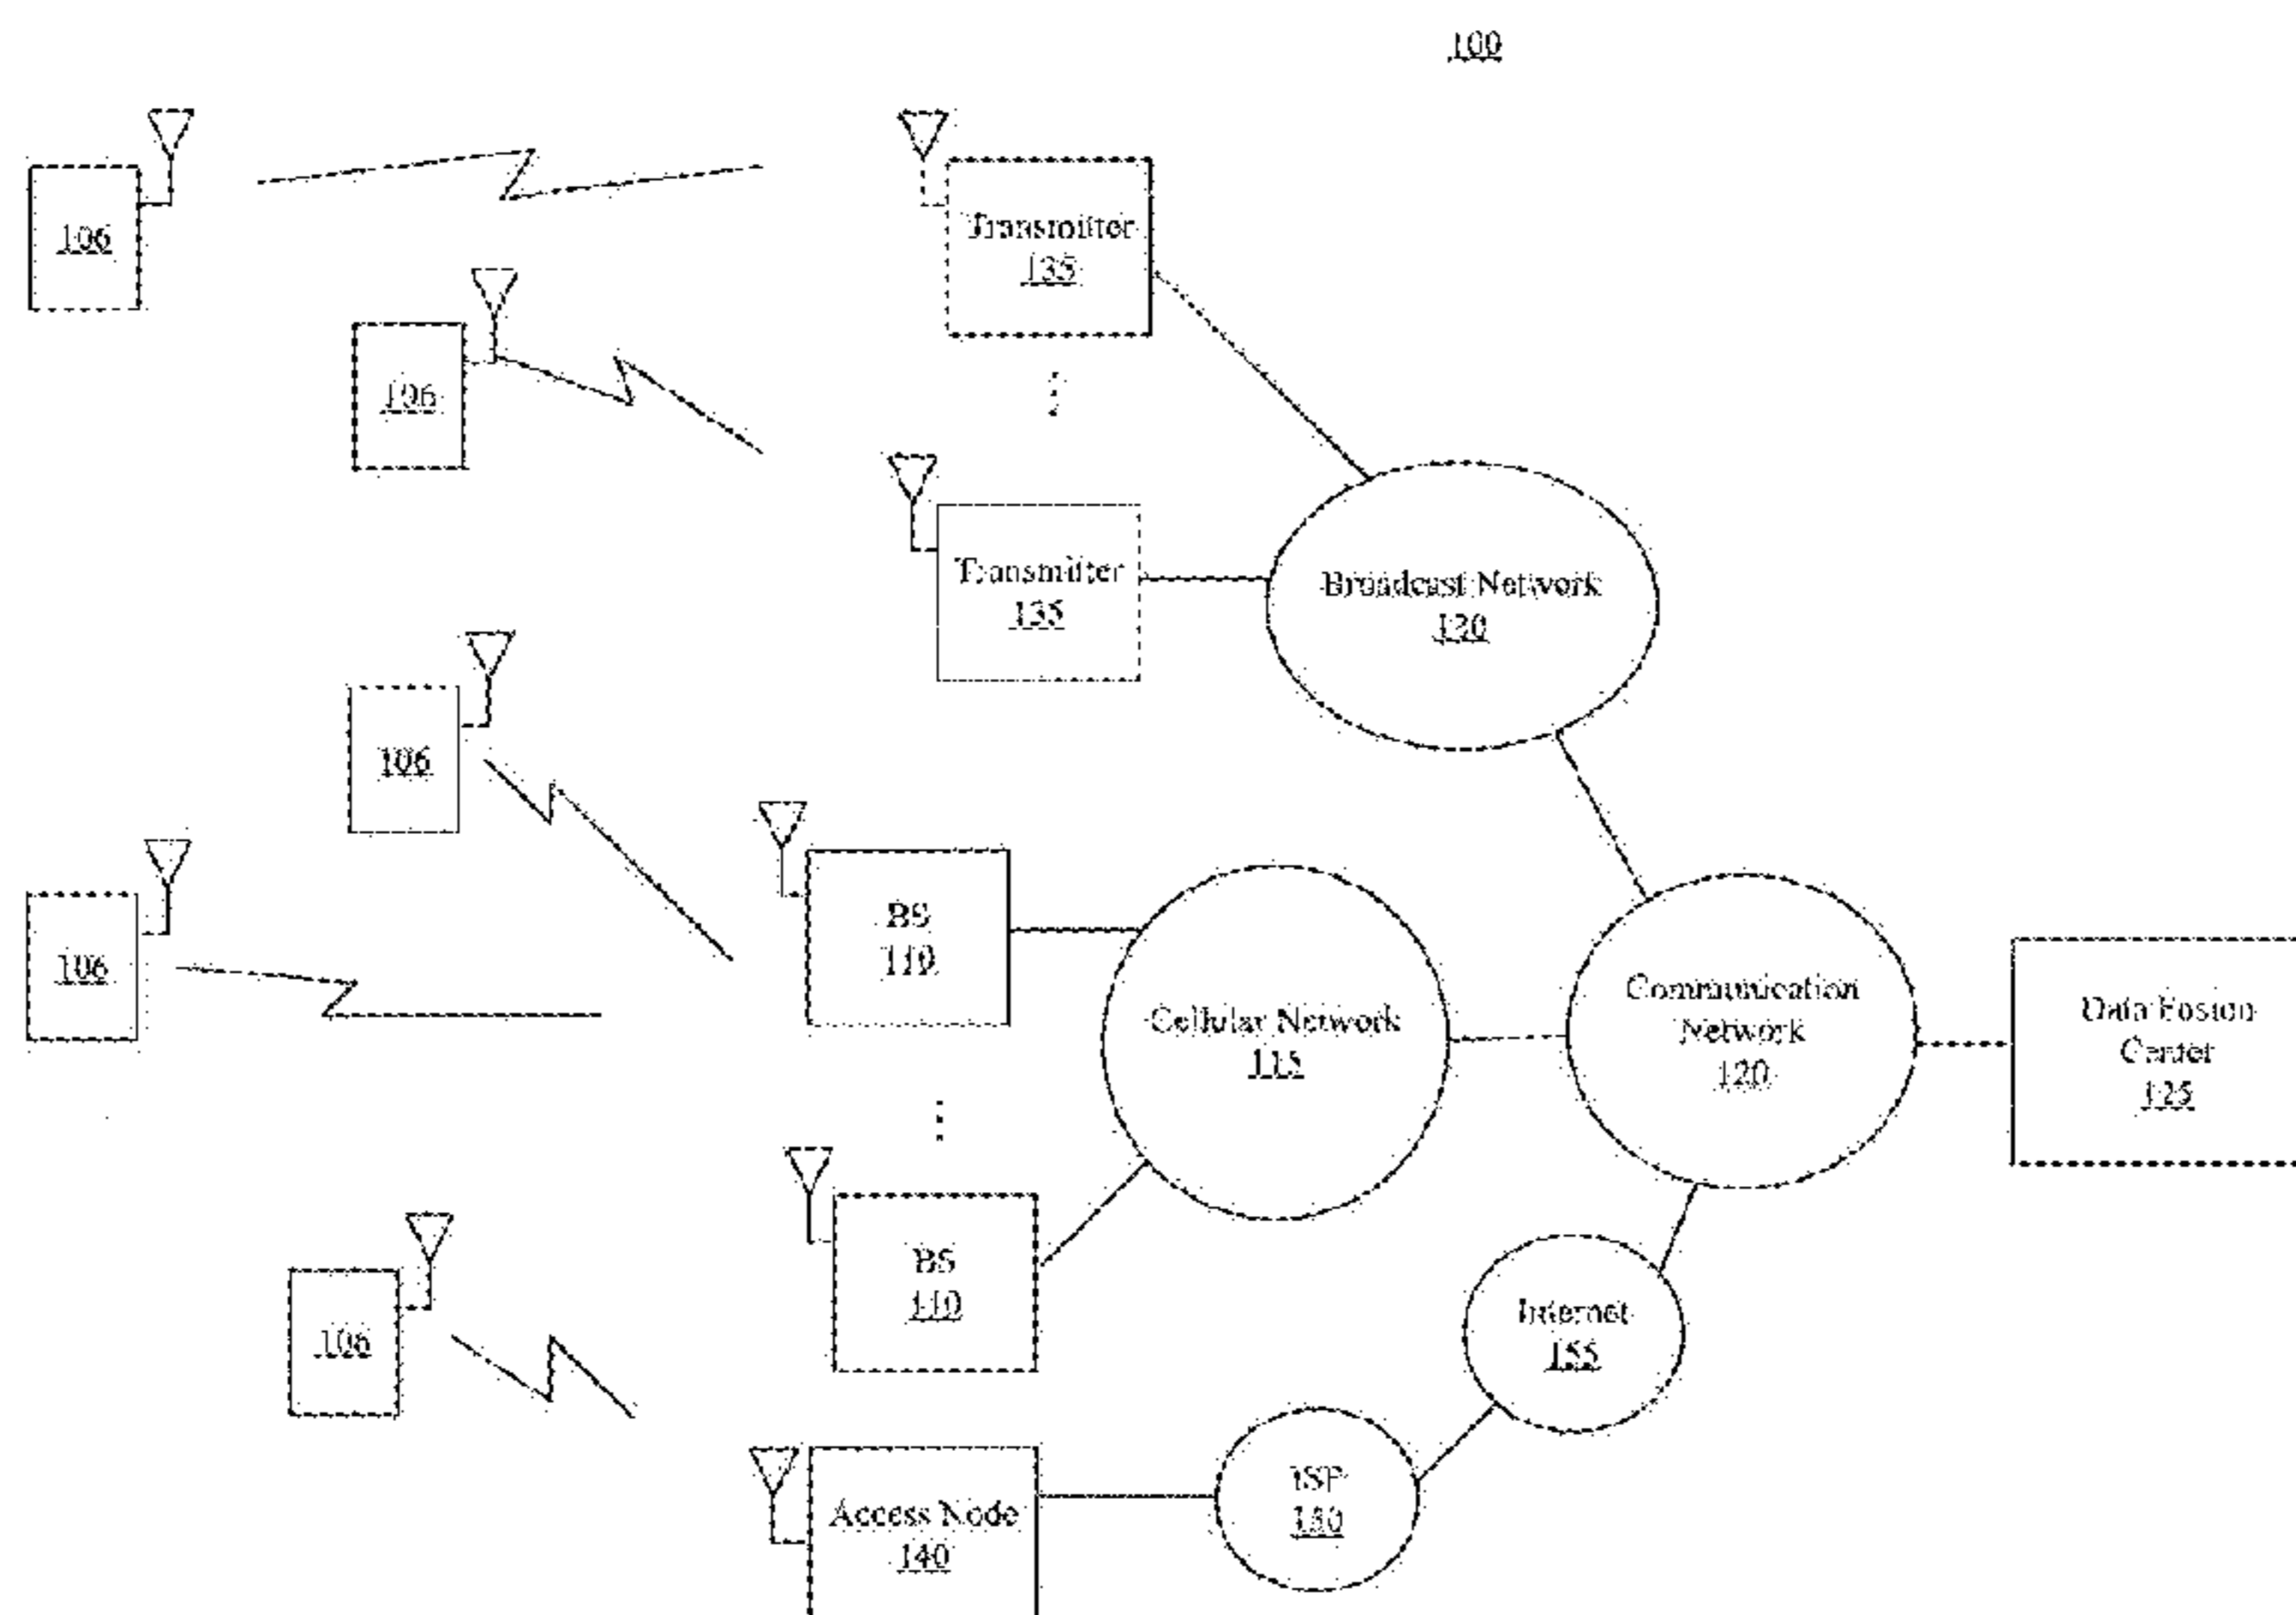 100
106
Transmitter
135
106
Transmitter
135
Broadcast Network
130
106
BS
110
106
Cellular Network
115
Communication
Network
120
Data Fusion
Center
125
BS
110
106
Internet
155
ISP
150
Access Node
140